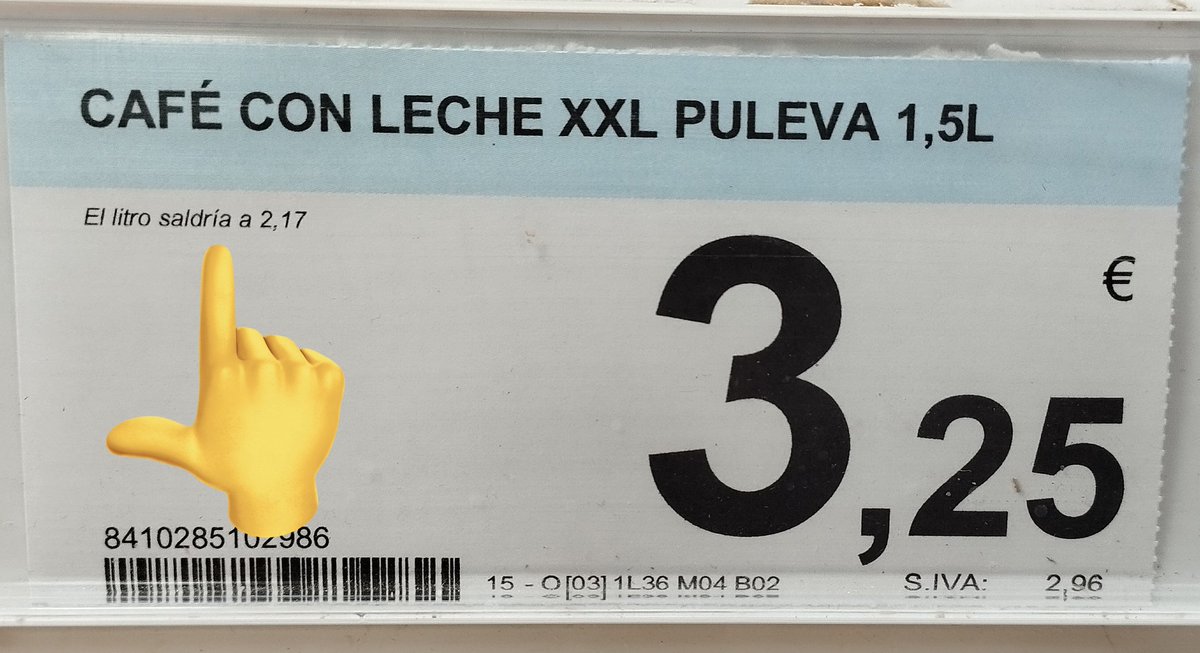 CAFÉ CON LECHE XXL PULEVA 1,5L
El litro saldría a 2,17
€
3,25
8410285102986
15 - O[03] 1L36 M04 B02
S.IVA: 2,96